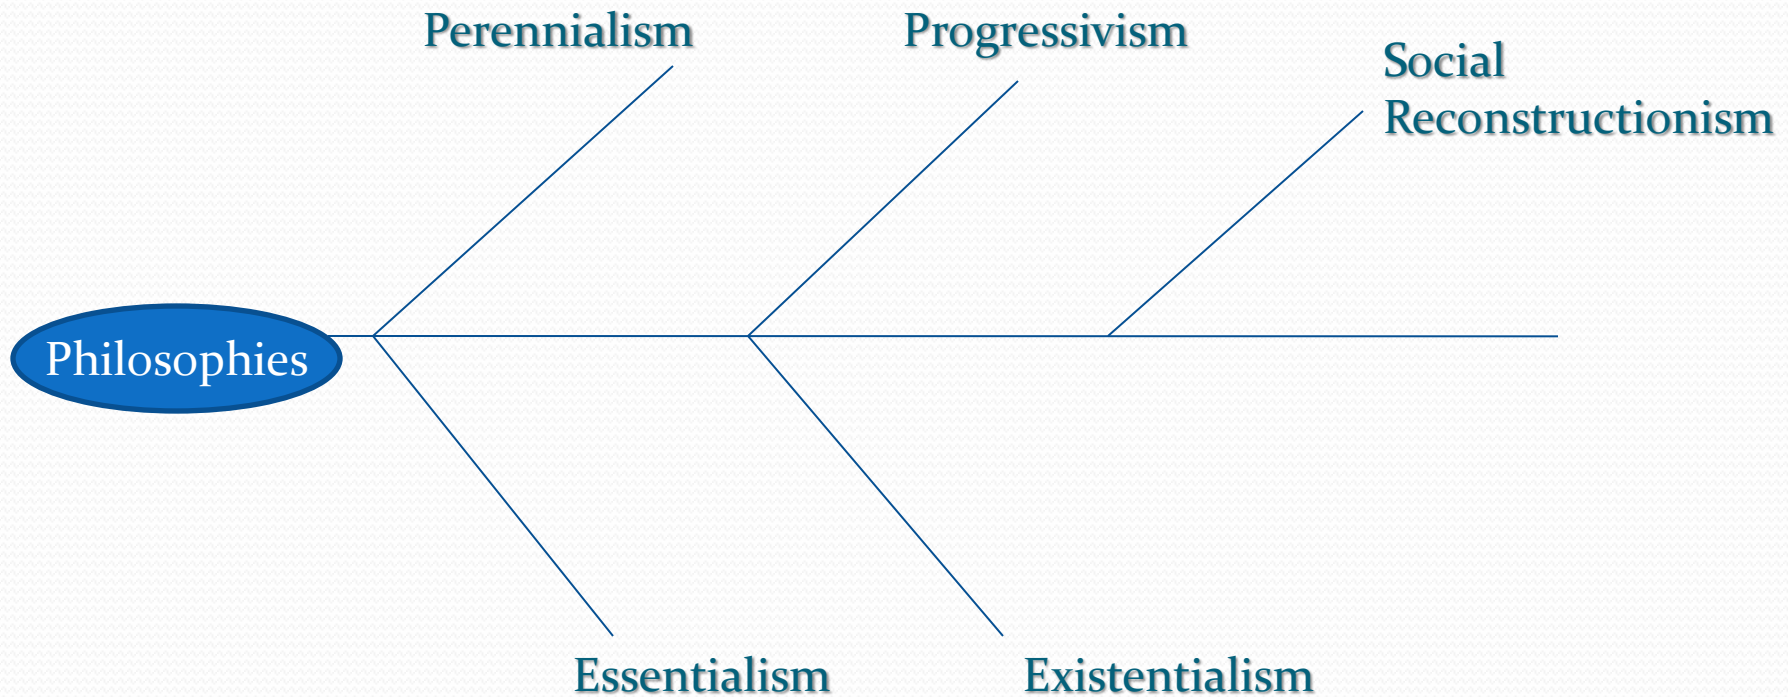 Perennialism
Progressivism
Social
Reconstructionism
Philosophies
Essentialism
Existentialism